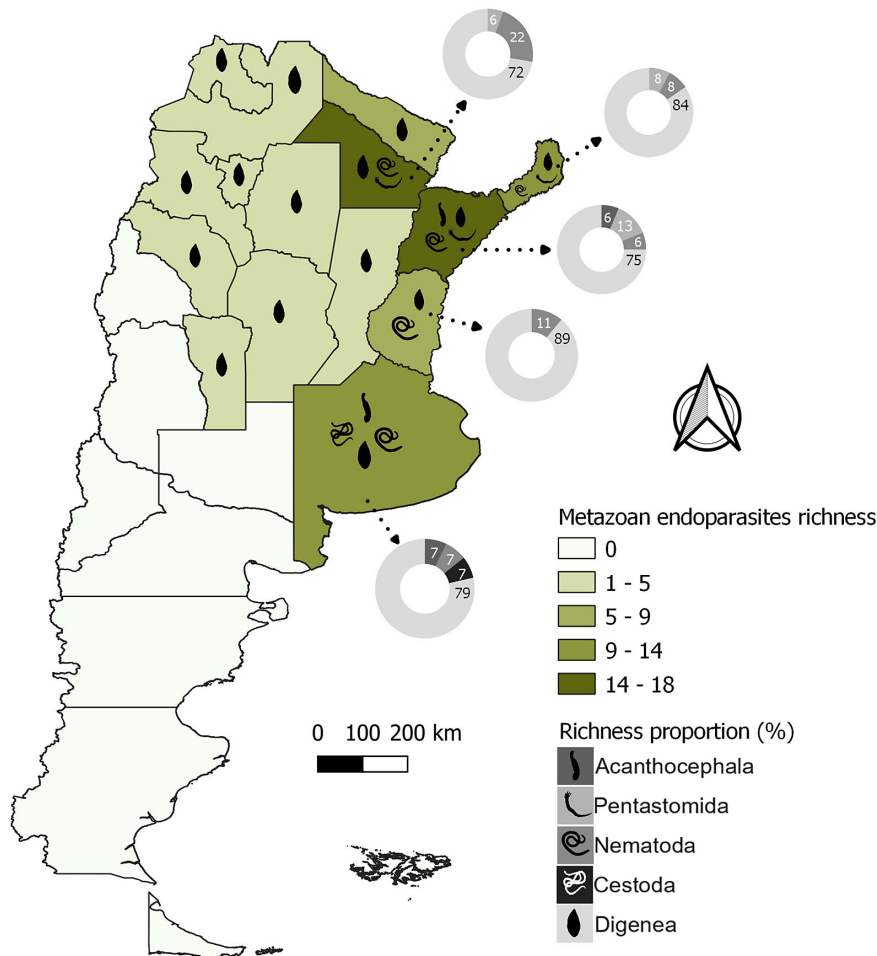 6
22
72
8
8
84
6
13
6
75
11
89
7
7
7
79
Metazoan endoparasites richness
0
1 - 5
5 - 9
9 - 14
14 - 18
0 100 200 km
Richness proportion (%)
Acanthocephala
Pentastomida
Nematoda
Cestoda
Digenea